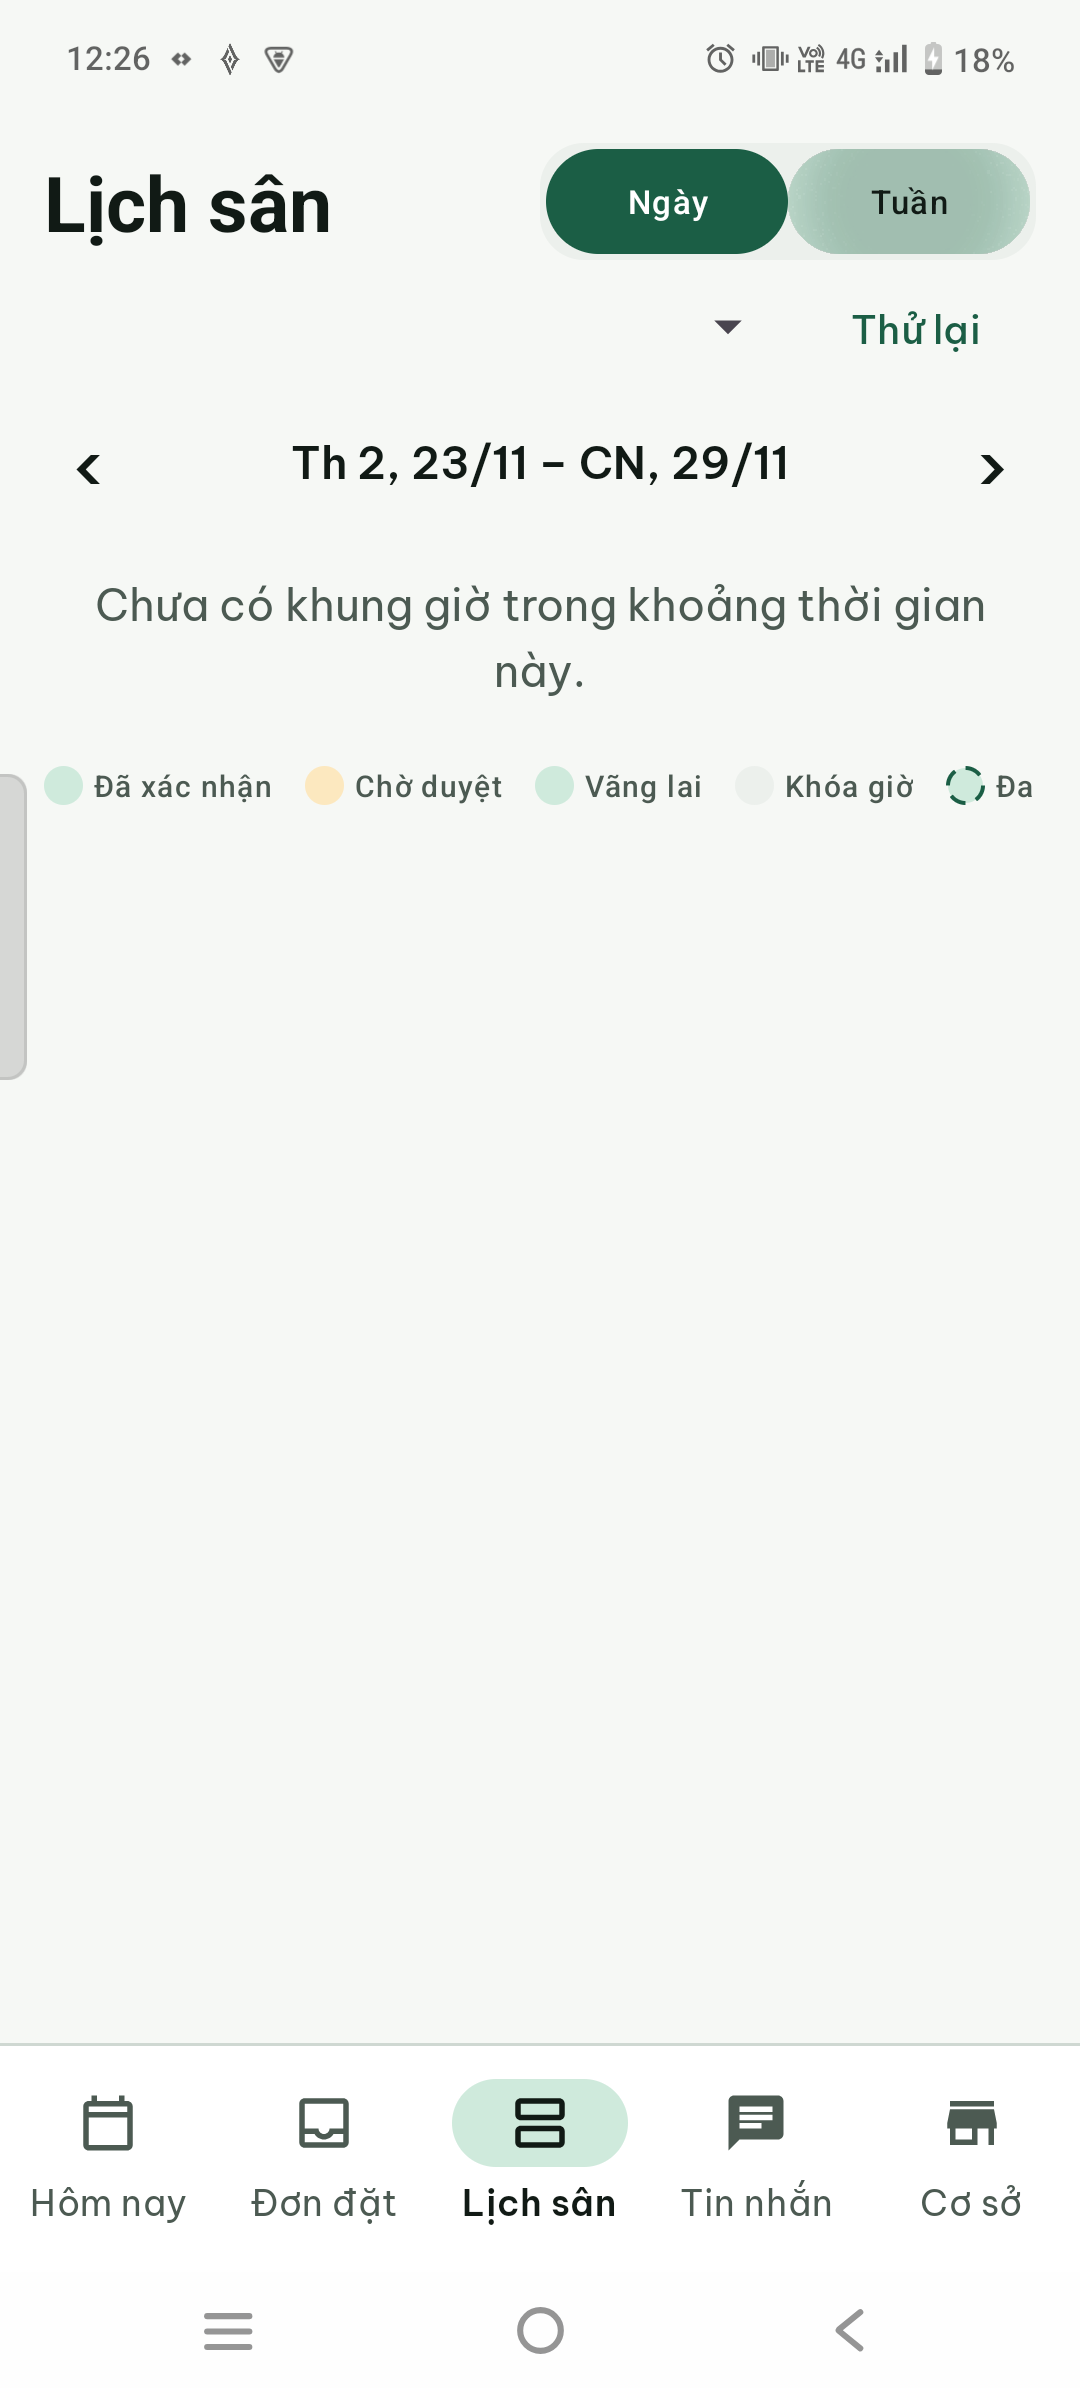 12:26
VoLTE 4G 18%
Lịch sân
Ngày
Tuần
Thử lại
Th 2, 23/11 – CN, 29/11
Chưa có khung giờ trong khoảng thời gian
này.
Đã xác nhận Chờ duyệt Vãng lai Khóa giờ Đa
Hôm nay Đơn đặt Lịch sân Tin nhắn Cơ sở